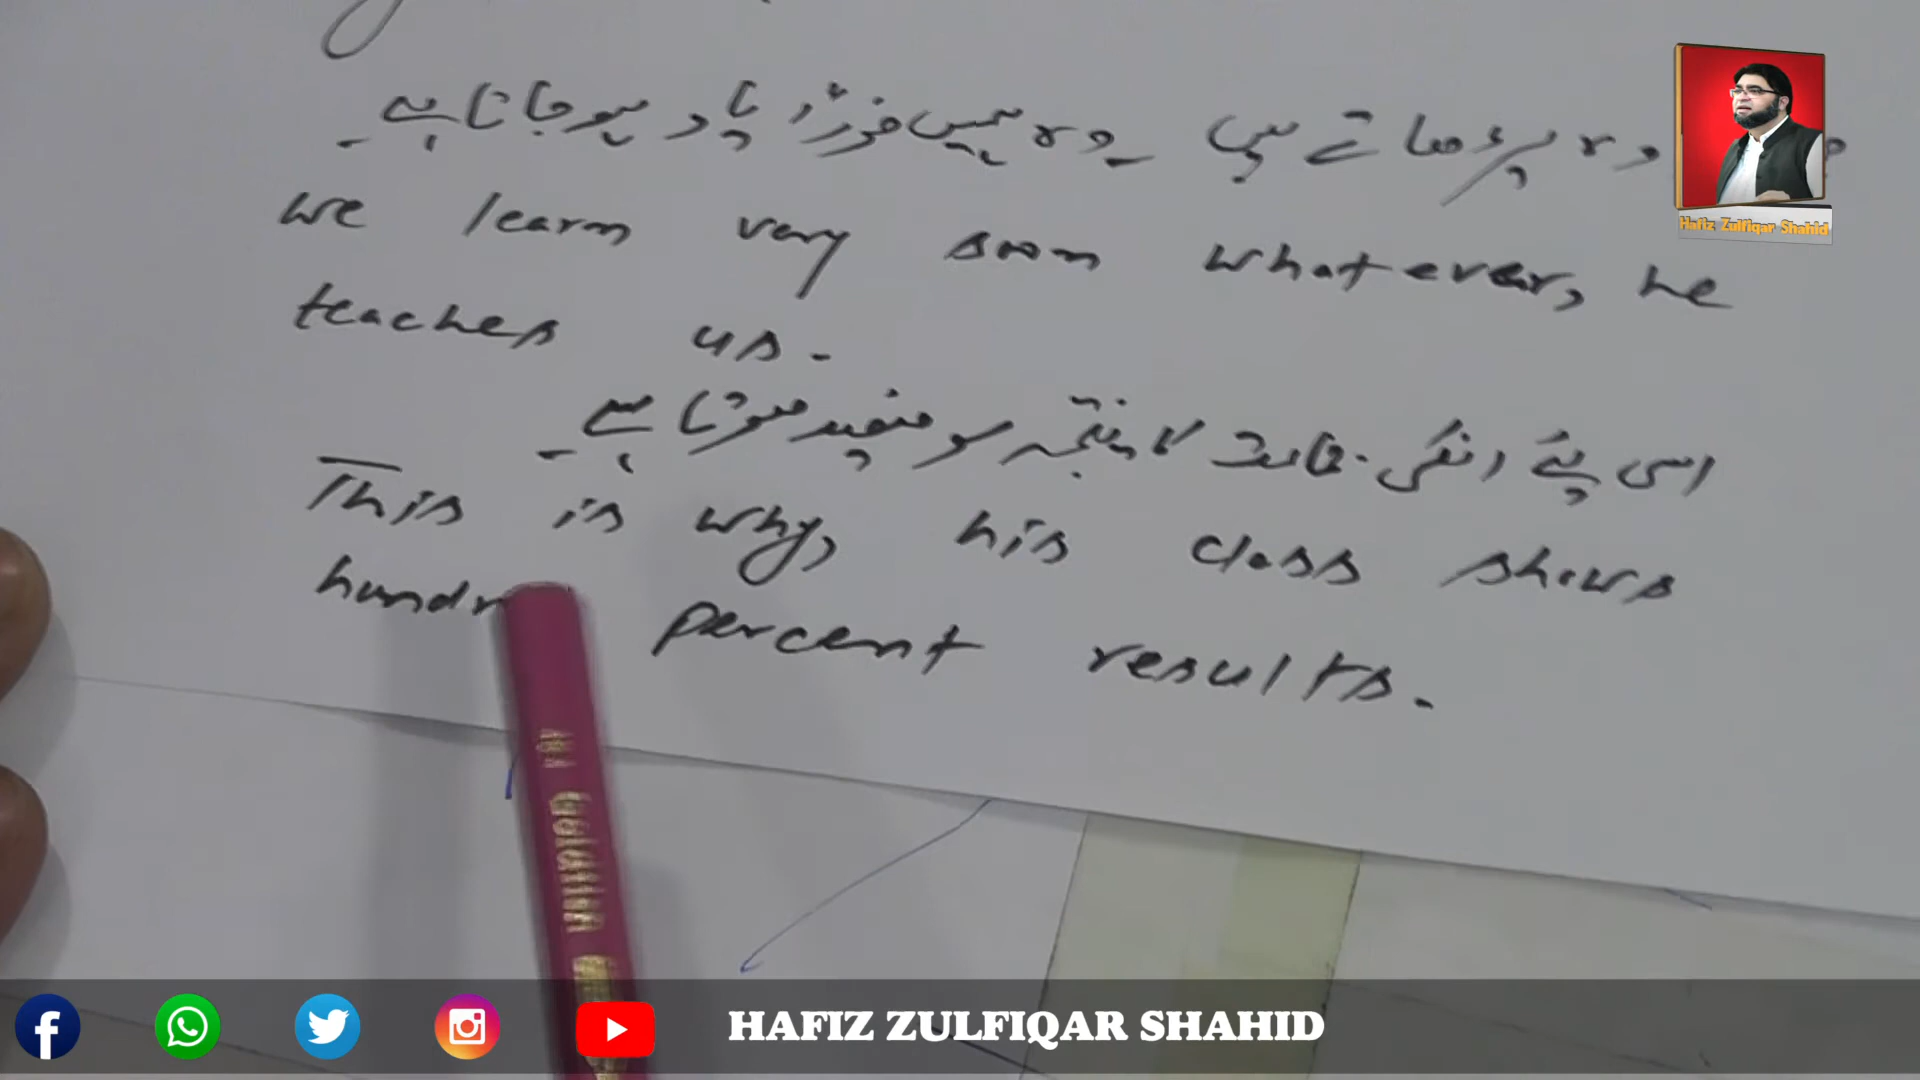 وہ پڑھاتے ہیں ۔ وہ ہمیں فوراً یاد ہو جاتا ہے ۔
we learn very soon whatever, he
teaches us.
اسی لیے انکی کلاس کا نتیجہ سو فیصد ہوتا ہے ۔
This is why, his class shows
hundr percent results.
Hafiz Zulfiqar Shahid
HAFIZ ZULFIQAR SHAHID